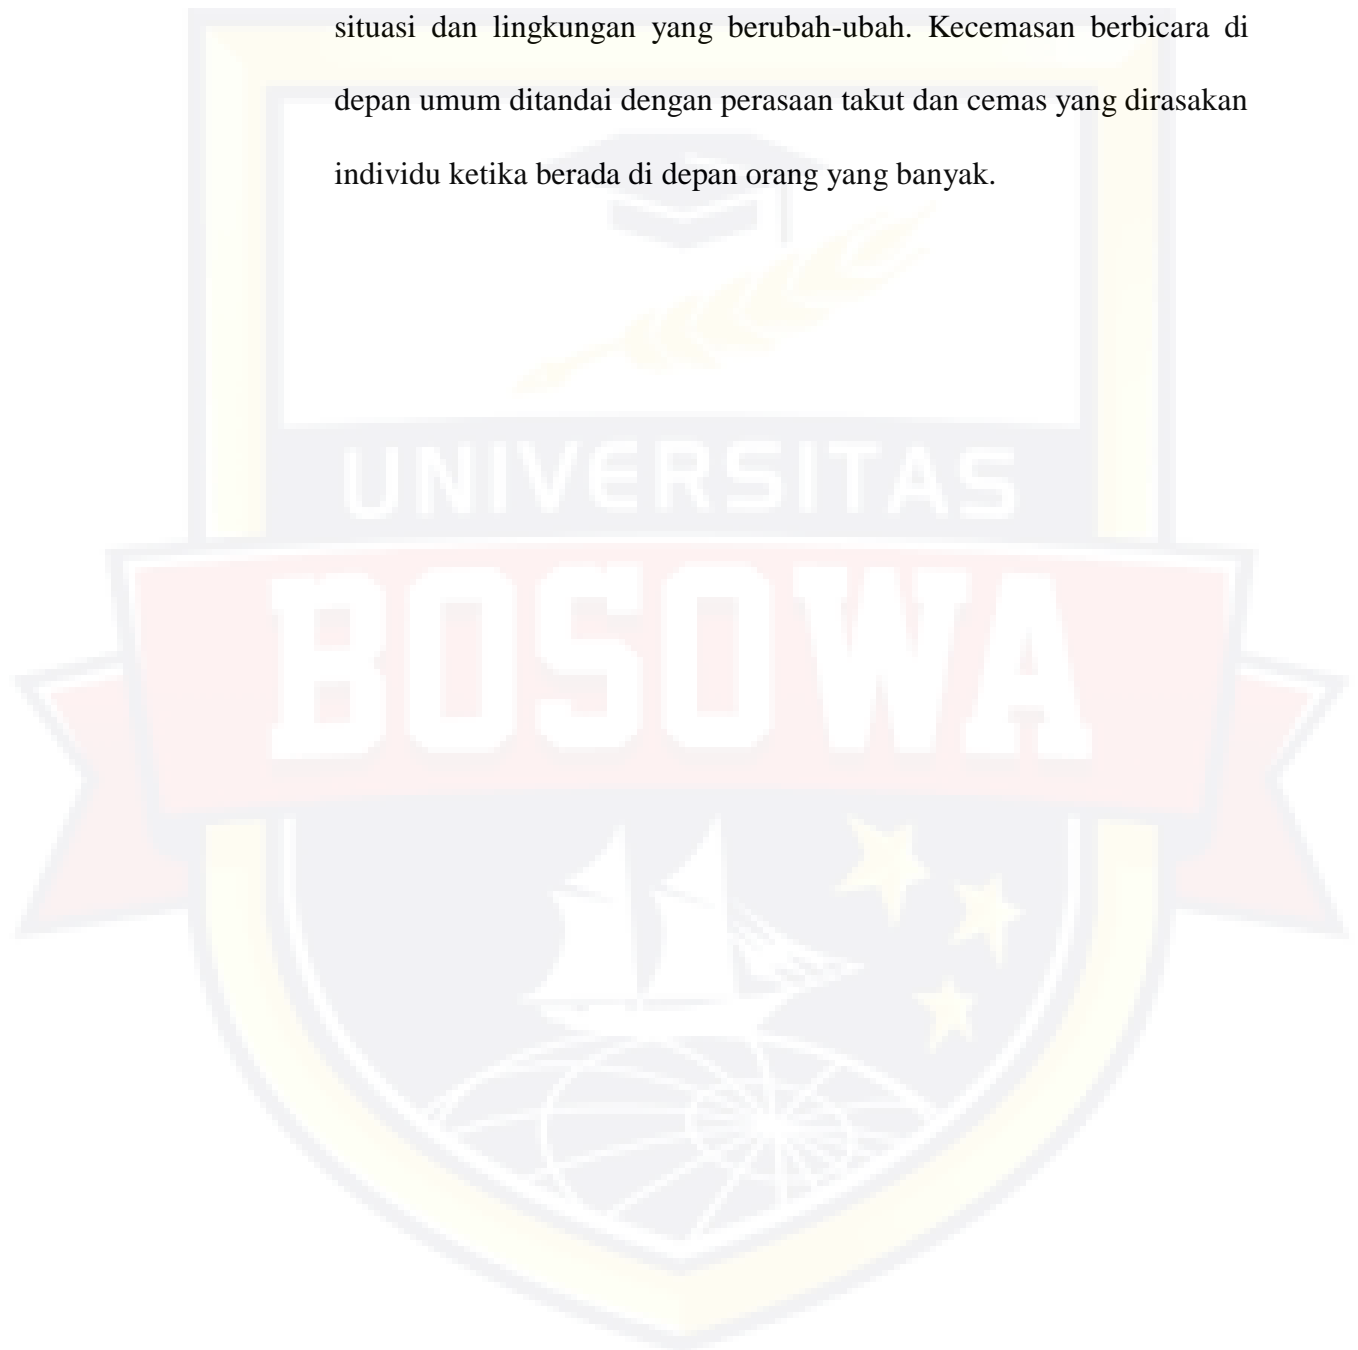 situasi dan lingkungan yang berubah-ubah. Kecemasan berbicara di
depan umum ditandai dengan perasaan takut dan cemas yang dirasakan
individu ketika berada di depan orang yang banyak.
UNIVERSITAS
BOSOWA